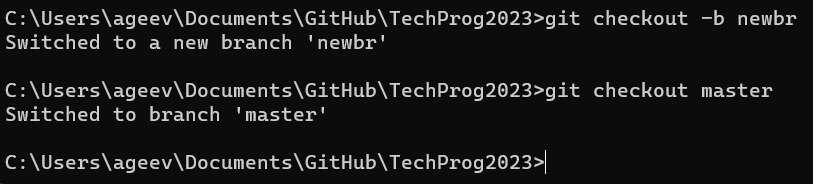 C:\Users\ageev\Documents\GitHub\TechProg2023>git checkout -b newbr
Switched to a new branch 'newbr'
C:\Users\ageev\Documents\GitHub\TechProg2023>git checkout master
Switched to branch 'master'
C:\Users\ageev\Documents\GitHub\TechProg2023>